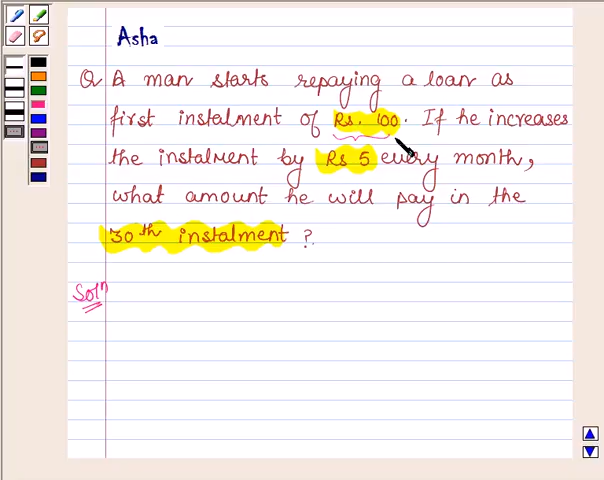 Asha
Q A man starts repaying a loan as
first instalment of Rs. 100. If he increases
the instalment by Rs 5 every month,
what amount he will pay in the
30th instalment ?
Solⁿ